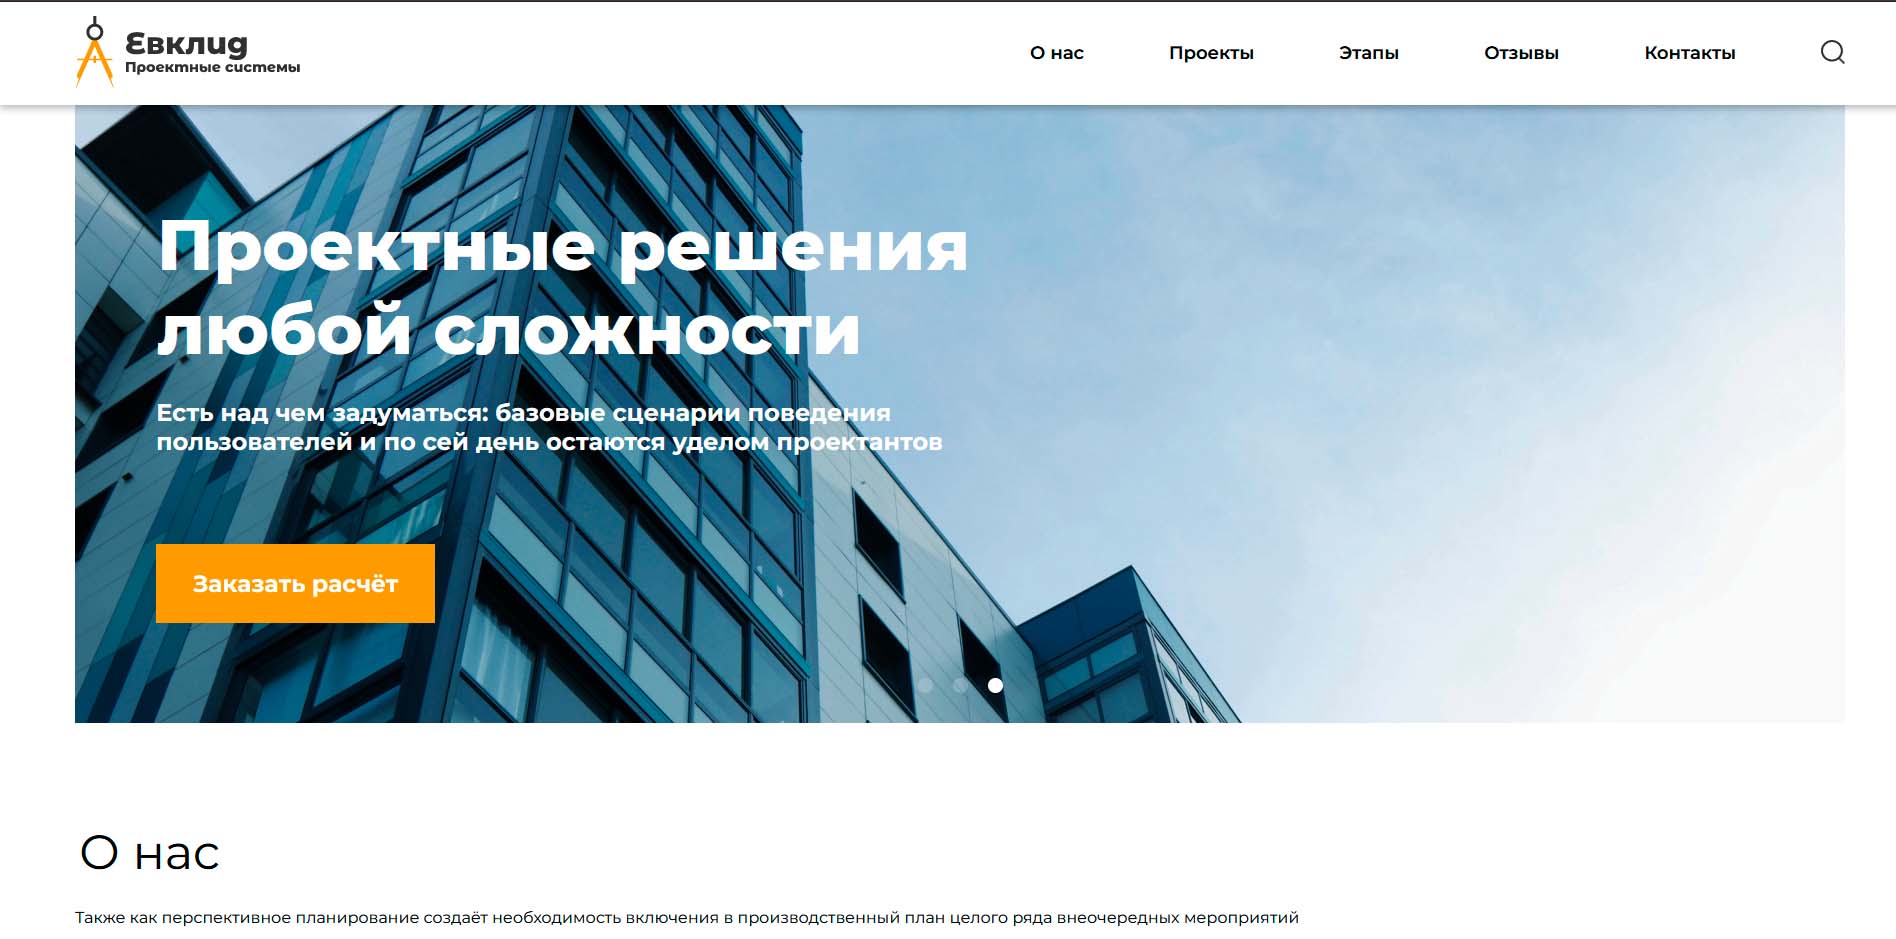 Евклид
Проектные системы
О нас
Проекты
Этапы
Отзывы
Контакты
Проектные решения
любой сложности
Есть над чем задуматься: базовые сценарии поведения
пользователей и по сей день остаются уделом проектантов
Заказать расчёт
О нас
Также как перспективное планирование создаёт необходимость включения в производственный план целого ряда внеочередных мероприятий